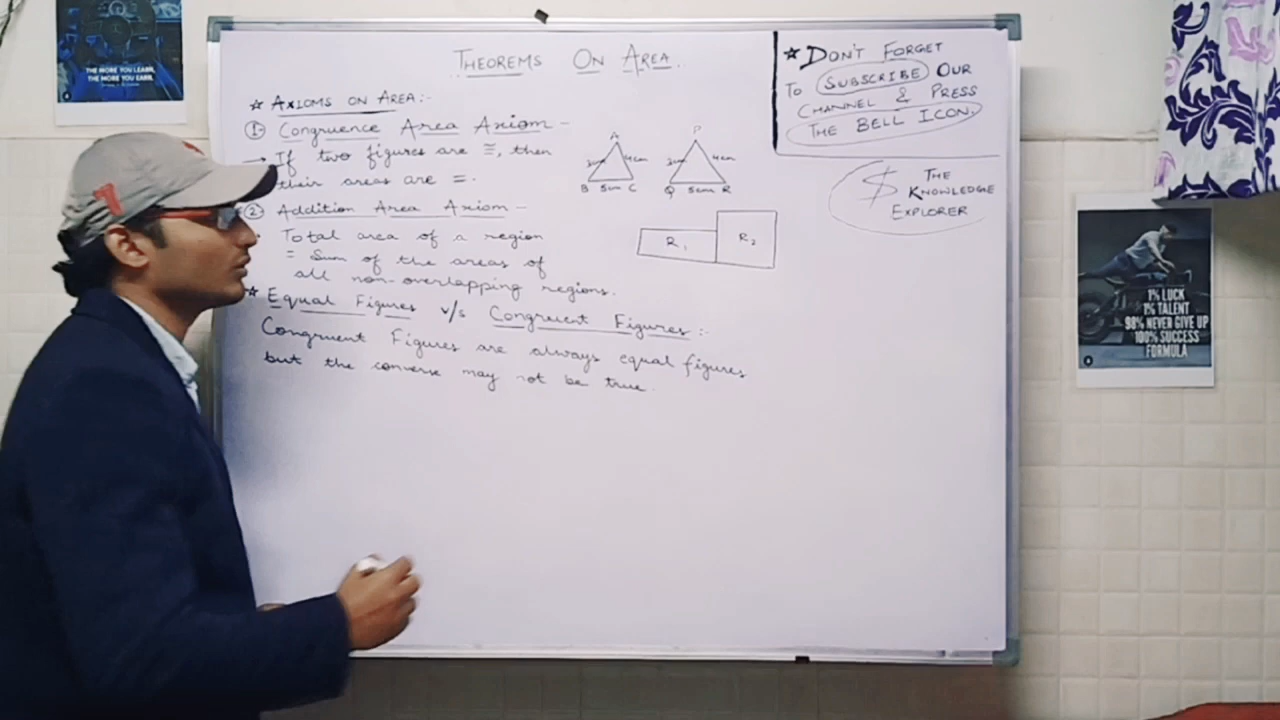 THEOREMS ON AREA
☆ AXIOMS ON AREA:-
① Congruence Area Axiom -
→ If two figures are ≅, then
their areas are =.
A
3cm 4cm
B 5cm C
P
3cm 4cm
Q 5cm R
② Addition Area Axiom -
Total area of a region
= Sum of the areas of
all non-overlapping regions.
R₁ R₂
★ Equal Figures v/s Congruent Figures:
Congruent Figures are always equal figures
but the converse may not be true.
☆ DON'T FORGET
TO SUBSCRIBE OUR
CHANNEL & PRESS
THE BELL ICON.
$ THE
KNOWLEDGE
EXPLORER
THE MORE YOU LEARN,
THE MORE YOU EARN.
1% LUCK
1% TALENT
98% NEVER GIVE UP
100% SUCCESS
FORMULA